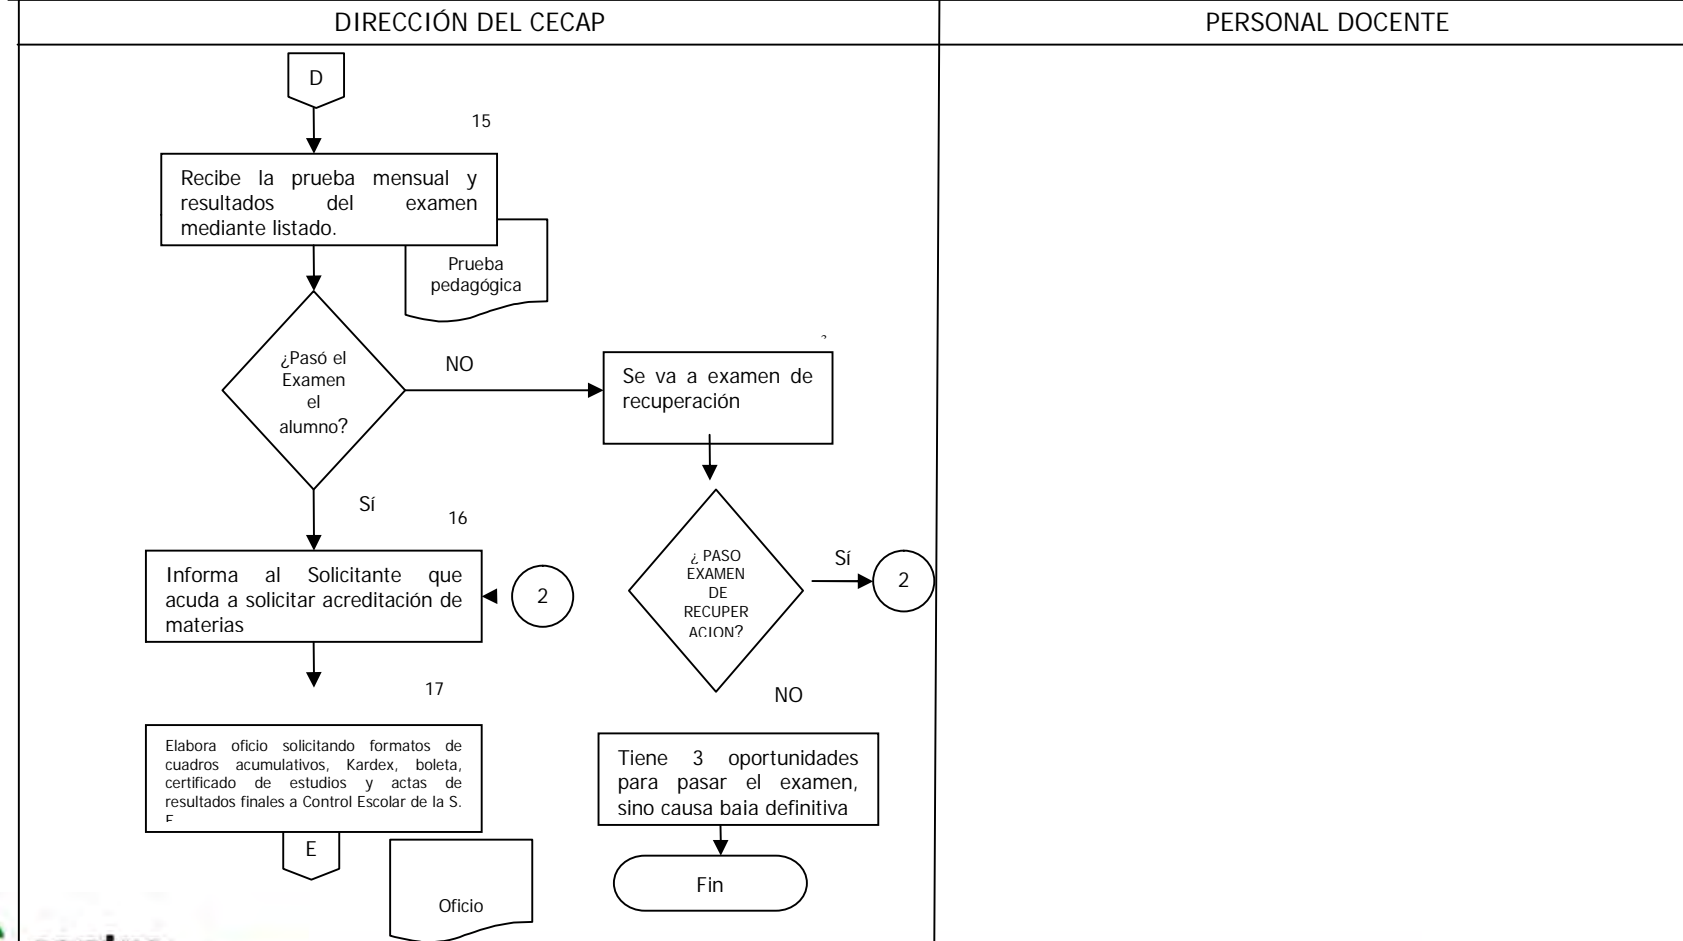 DIRECCIÓN DEL CECAP
PERSONAL DOCENTE
D
15
Recibe la prueba mensual y
resultados del examen
mediante listado.
Prueba
pedagógica
¿Pasó el
Examen
el
alumno?
NO
Se va a examen de
recuperación
Sí
16
Informa al Solicitante que
acuda a solicitar acreditación de
materias
2
¿ PASO
EXAMEN
DE
RECUPER
ACION?
Sí
2
NO
17
Elabora oficio solicitando formatos de
cuadros acumulativos, Kardex, boleta,
certificado de estudios y actas de
resultados finales a Control Escolar de la S.
E
Oficio
Tiene 3 oportunidades
para pasar el examen,
sino causa baja definitiva
Fin